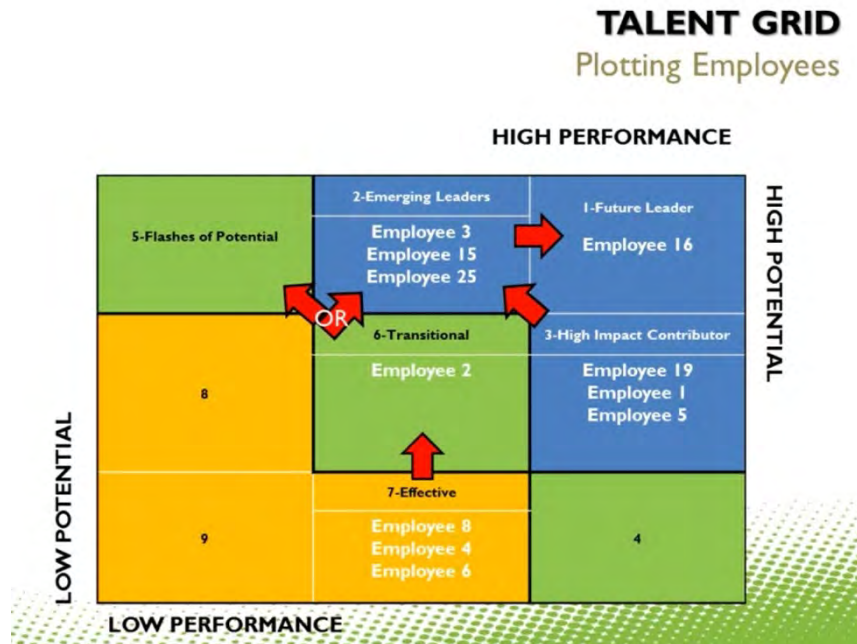 TALENT GRID
Plotting Employees
HIGH PERFORMANCE
HIGH POTENTIAL
5-Flashes of Potential
2-Emerging Leaders
Employee 3
Employee 15
Employee 25
1-Future Leader
Employee 16
OR
8
6-Transitional
Employee 2
3-High Impact Contributor
Employee 19
Employee 1
Employee 5
9
7-Effective
Employee 8
Employee 4
Employee 6
4
LOW POTENTIAL
LOW PERFORMANCE